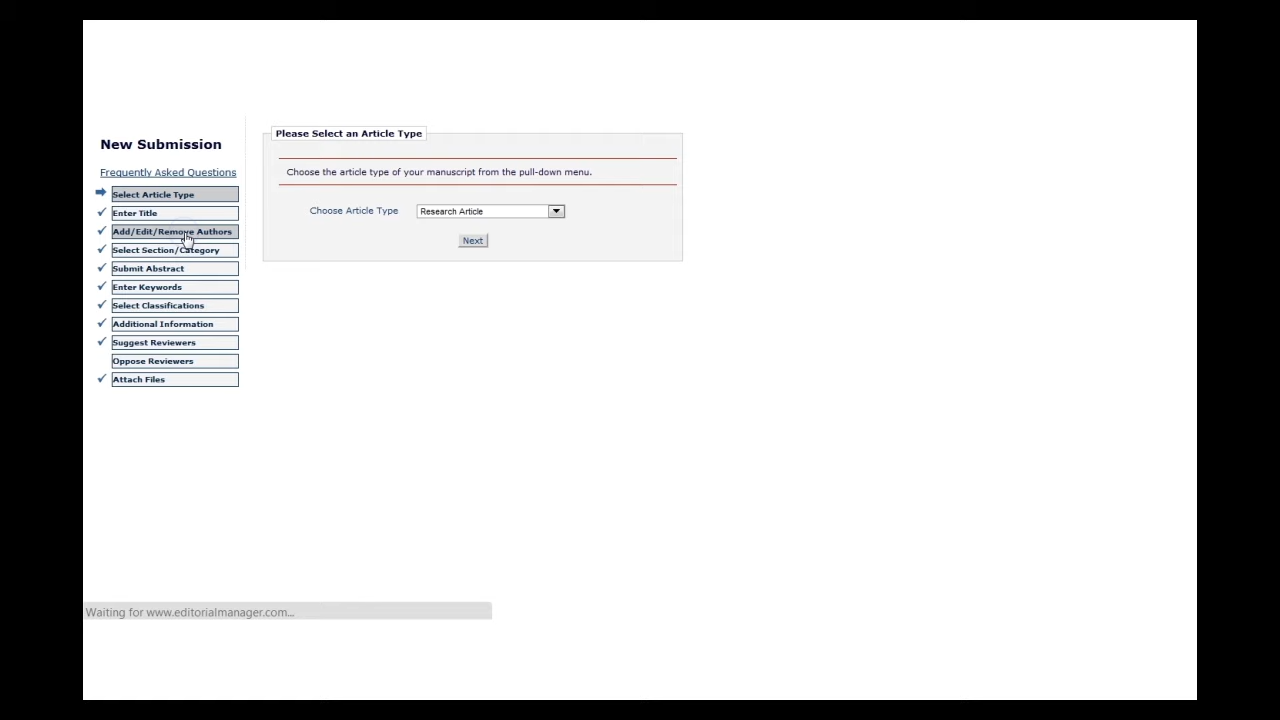 New Submission
Frequently Asked Questions
Select Article Type
Enter Title
Add/Edit/Remove Authors
Select Section/Category
Submit Abstract
Enter Keywords
Select Classifications
Additional Information
Suggest Reviewers
Oppose Reviewers
Attach Files
Please Select an Article Type
Choose the article type of your manuscript from the pull-down menu.
Choose Article Type Research Article
Next
Waiting for www.editorialmanager.com...